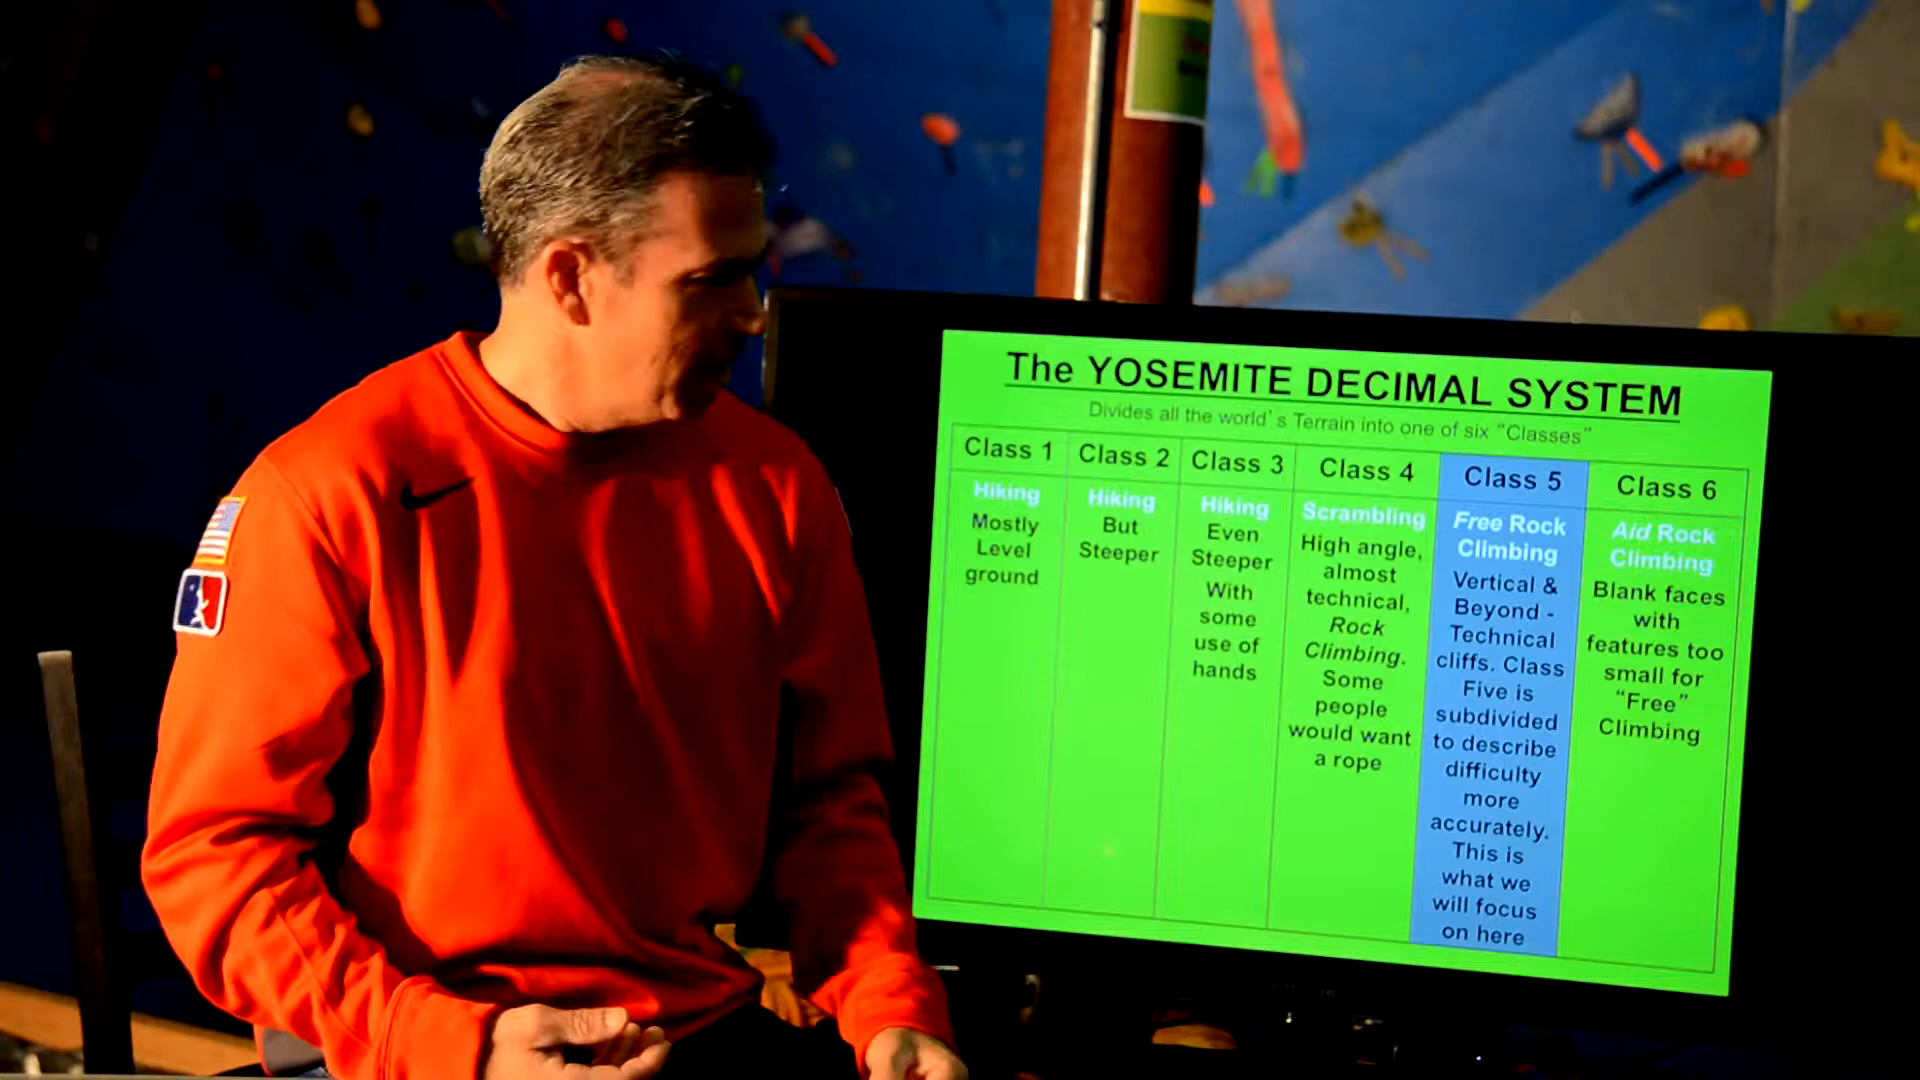 The YOSEMITE DECIMAL SYSTEM
Divides all the world's Terrain into one of six "Classes"
Class 1
Hiking
Mostly
Level
ground
Class 2
Hiking
But
Steeper
Class 3
Hiking
Even
Steeper
With
some
use of
hands
Class 4
Scrambling
High angle,
almost
technical,
Rock
Climbing.
Some
people
would want
a rope
Class 5
Free Rock
Climbing
Vertical &
Beyond -
Technical
cliffs. Class
Five is
subdivided
to describe
difficulty
more
accurately.
This is
what we
will focus
on here
Class 6
Aid Rock
Climbing
Blank faces
with
features too
small for
"Free"
Climbing